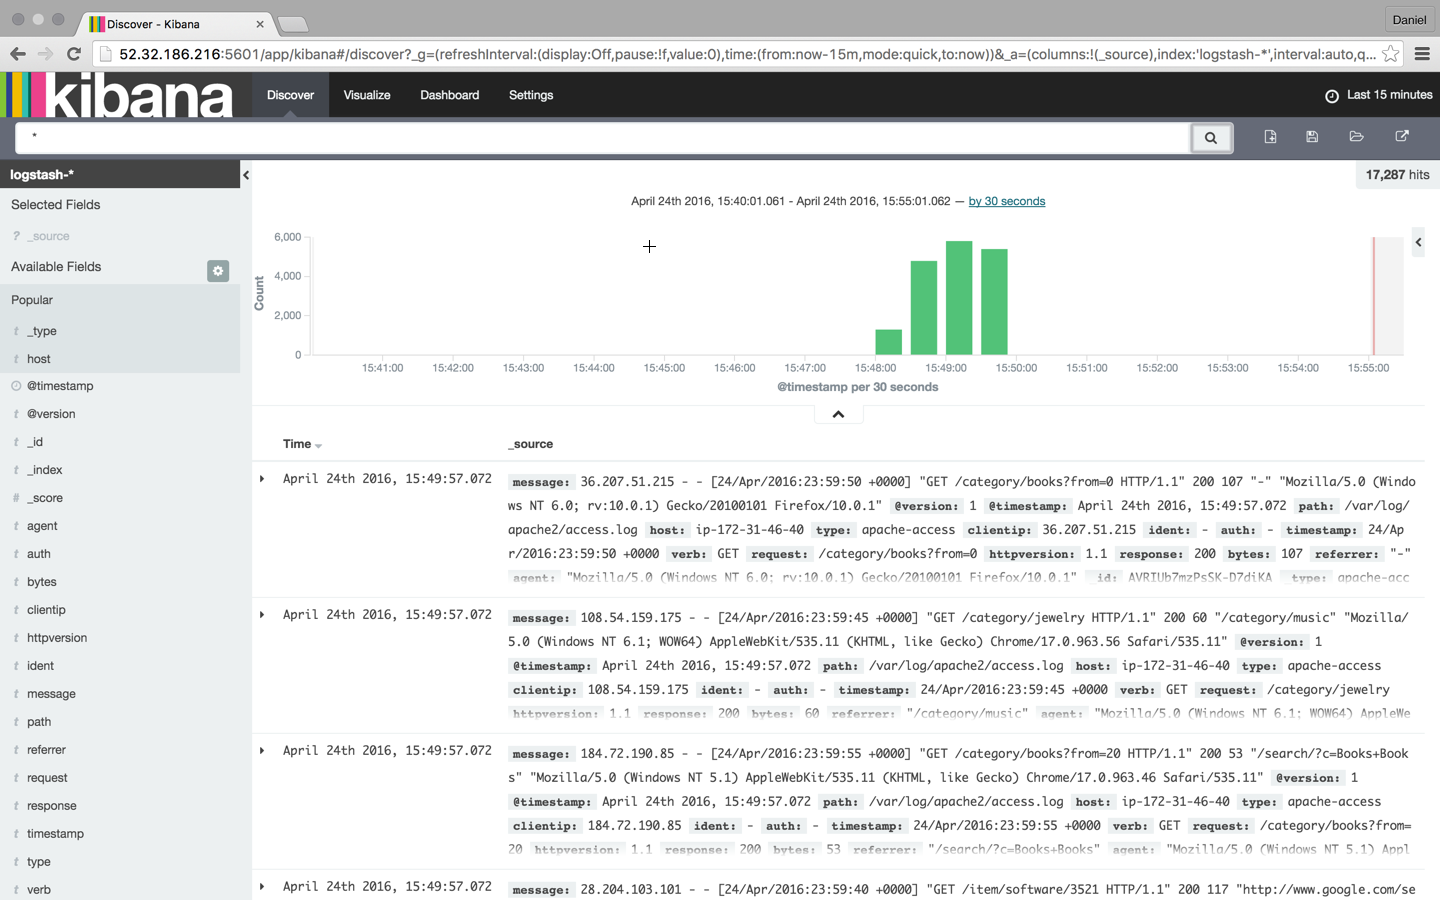 Discover - Kibana
Daniel
52.32.186.216:5601/app/kibana#/discover?_g=(refreshInterval:(display:Off,pause:!f,value:0),time:(from:now-15m,mode:quick,to:now))&_a=(columns:!(_source),index:'logstash-*',interval:auto,q...
kibana Discover Visualize Dashboard Settings Last 15 minutes
*
logstash-*
17,287 hits
Selected Fields
? _source
Available Fields
Popular
t _type
t host
@timestamp
t @version
t _id
t _index
# _score
t agent
t auth
t bytes
t clientip
t httpversion
t ident
t message
t path
t referrer
t request
t response
t timestamp
t type
t verb
April 24th 2016, 15:40:01.061 - April 24th 2016, 15:55:01.062 — by 30 seconds
Count
6,000
4,000
2,000
0
15:41:00 15:42:00 15:43:00 15:44:00 15:45:00 15:46:00 15:47:00 15:48:00 15:49:00 15:50:00 15:51:00 15:52:00 15:53:00 15:54:00 15:55:00
@timestamp per 30 seconds
Time _source
April 24th 2016, 15:49:57.072 message: 36.207.51.215 - - [24/Apr/2016:23:59:50 +0000] "GET /category/books?from=0 HTTP/1.1" 200 107 "-" "Mozilla/5.0 (Windo
ws NT 6.0; rv:10.0.1) Gecko/20100101 Firefox/10.0.1" @version: 1 @timestamp: April 24th 2016, 15:49:57.072 path: /var/log/
apache2/access.log host: ip-172-31-46-40 type: apache-access clientip: 36.207.51.215 ident: - auth: - timestamp: 24/Ap
r/2016:23:59:50 +0000 verb: GET request: /category/books?from=0 httpversion: 1.1 response: 200 bytes: 107 referrer: "-"
agent: "Mozilla/5.0 (Windows NT 6.0; rv:10.0.1) Gecko/20100101 Firefox/10.0.1" _id: AVRIUb7mzPsSK-D7diKA _type: apache-acc
April 24th 2016, 15:49:57.072 message: 108.54.159.175 - - [24/Apr/2016:23:59:45 +0000] "GET /category/jewelry HTTP/1.1" 200 60 "/category/music" "Mozilla/
5.0 (Windows NT 6.1; WOW64) AppleWebKit/535.11 (KHTML, like Gecko) Chrome/17.0.963.56 Safari/535.11" @version: 1
@timestamp: April 24th 2016, 15:49:57.072 path: /var/log/apache2/access.log host: ip-172-31-46-40 type: apache-access
clientip: 108.54.159.175 ident: - auth: - timestamp: 24/Apr/2016:23:59:45 +0000 verb: GET request: /category/jewelry
httpversion: 1.1 response: 200 bytes: 60 referrer: "/category/music" agent: "Mozilla/5.0 (Windows NT 6.1; WOW64) AppleWe
April 24th 2016, 15:49:57.072 message: 184.72.190.85 - - [24/Apr/2016:23:59:55 +0000] "GET /category/books?from=20 HTTP/1.1" 200 53 "/search/?c=Books+Book
s" "Mozilla/5.0 (Windows NT 5.1) AppleWebKit/535.11 (KHTML, like Gecko) Chrome/17.0.963.46 Safari/535.11" @version: 1
@timestamp: April 24th 2016, 15:49:57.072 path: /var/log/apache2/access.log host: ip-172-31-46-40 type: apache-access
clientip: 184.72.190.85 ident: - auth: - timestamp: 24/Apr/2016:23:59:55 +0000 verb: GET request: /category/books?from=
20 httpversion: 1.1 response: 200 bytes: 53 referrer: "/search/?c=Books+Books" agent: "Mozilla/5.0 (Windows NT 5.1) Appl
April 24th 2016, 15:49:57.072 message: 28.204.103.101 - - [24/Apr/2016:23:59:40 +0000] "GET /item/software/3521 HTTP/1.1" 200 117 "http://www.google.com/se